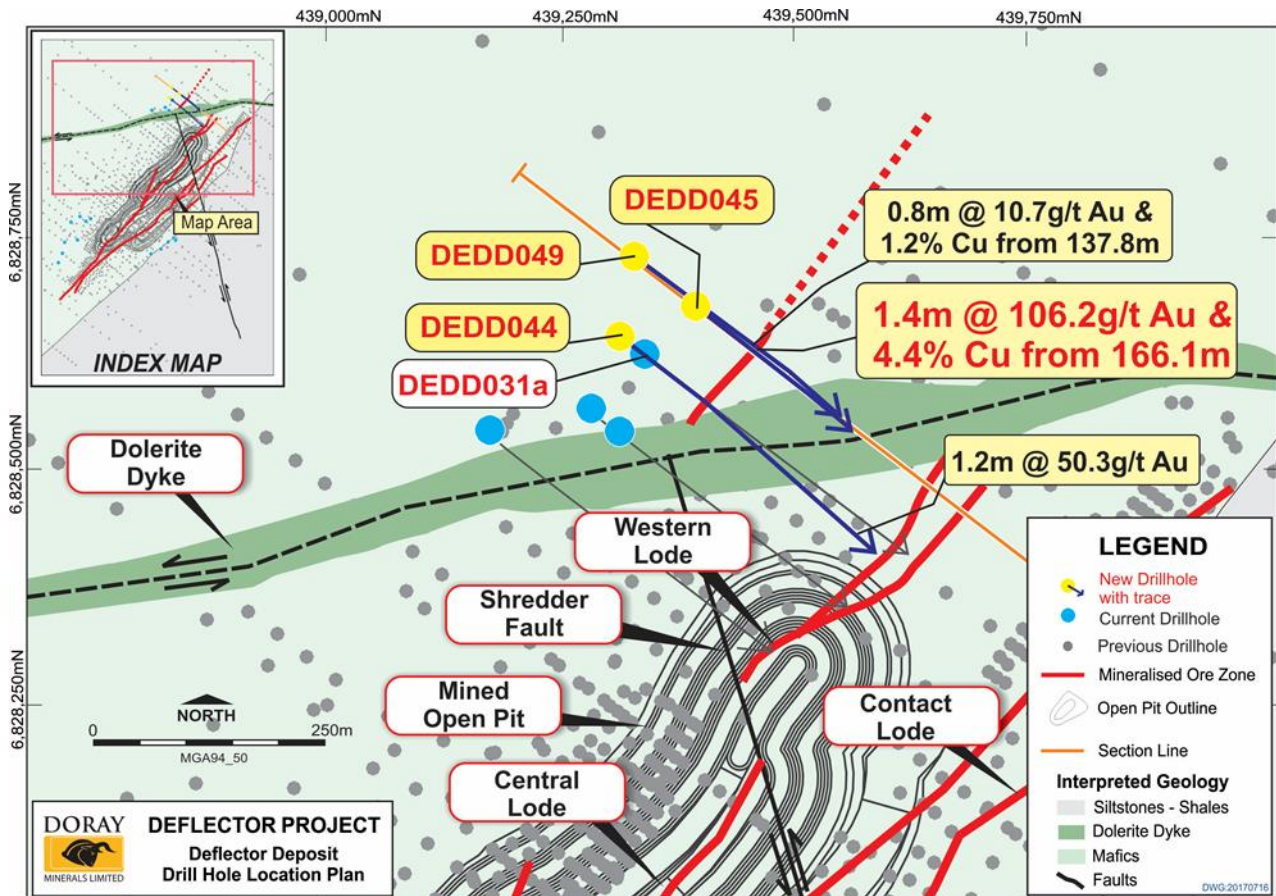 439,000mN
439,250mN
439,500mN
439,750mN
6,828,750mN
6,828,500mN
6,828,250mN
Map Area
INDEX MAP
DEDD045
DEDD049
DEDD044
DEDD031a
0.8m @ 10.7g/t Au &
1.2% Cu from 137.8m
1.4m @ 106.2g/t Au &
4.4% Cu from 166.1m
1.2m @ 50.3g/t Au
Dolerite
Dyke
Western
Lode
Shredder
Fault
Mined
Open Pit
Central
Lode
Contact
Lode
NORTH
0
250m
MGA94_50
DORAY
MINERALS LIMITED
DEFLECTOR PROJECT
Deflector Deposit
Drill Hole Location Plan
LEGEND
New Drillhole
with trace
Current Drillhole
Previous Drillhole
Mineralised Ore Zone
Open Pit Outline
Section Line
Interpreted Geology
Siltstones - Shales
Dolerite Dyke
Mafics
Faults
DWG:20170716